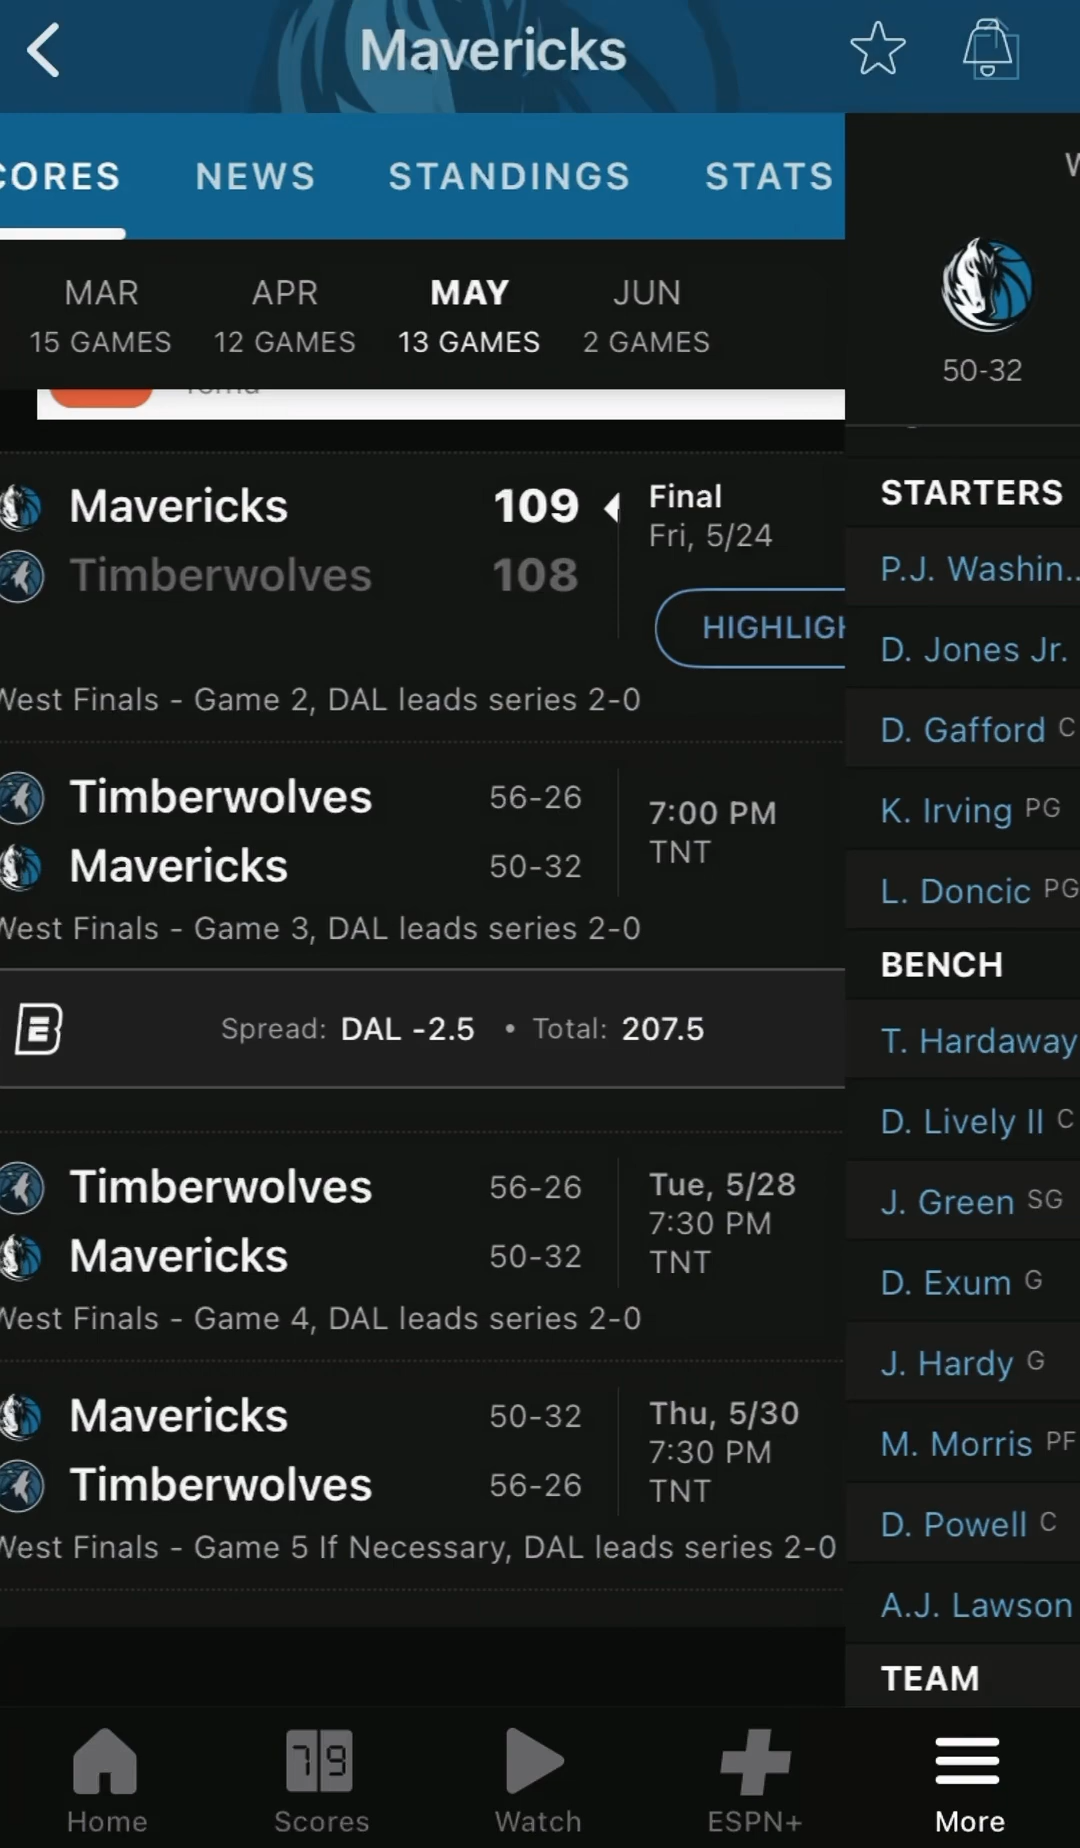 Mavericks
CORES NEWS STANDINGS STATS
MAR APR MAY JUN
15 GAMES 12 GAMES 13 GAMES 2 GAMES
Mavericks 109 Final
Fri, 5/24
Timberwolves 108
HIGHLIGH
West Finals - Game 2, DAL leads series 2-0
Timberwolves 56-26 7:00 PM
Mavericks 50-32 TNT
West Finals - Game 3, DAL leads series 2-0
Spread: DAL -2.5 • Total: 207.5
Timberwolves 56-26 Tue, 5/28
7:30 PM
Mavericks 50-32 TNT
West Finals - Game 4, DAL leads series 2-0
Mavericks 50-32 Thu, 5/30
7:30 PM
Timberwolves 56-26 TNT
West Finals - Game 5 If Necessary, DAL leads series 2-0
W
50-32
STARTERS
P.J. Washin...
D. Jones Jr.
D. Gafford C
K. Irving PG
L. Doncic PG
BENCH
T. Hardaway
D. Lively II C
J. Green SG
D. Exum G
J. Hardy G
M. Morris PF
D. Powell C
A.J. Lawson
TEAM
79
Home Scores Watch ESPN+ More